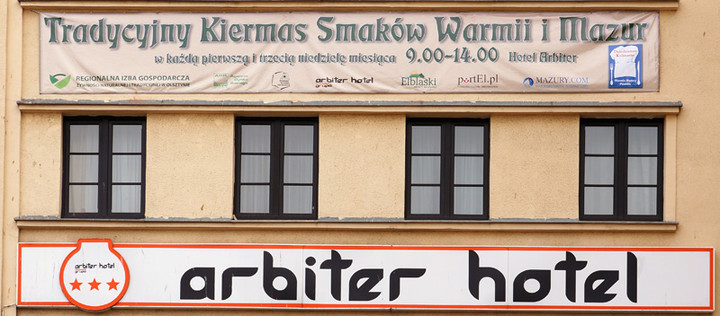 Tradycyjny Kiermas Smaków Warmii i Mazur
w każdą pierwszą i trzecią niedzielę miesiąca 9.00-14.00 Hotel Arbiter
REGIONALNA IZBA GOSPODARCZA
arbiter hotel
Elbląski
portEl.pl
MAZURY.COM
arbiter hotel
arbiter hotel